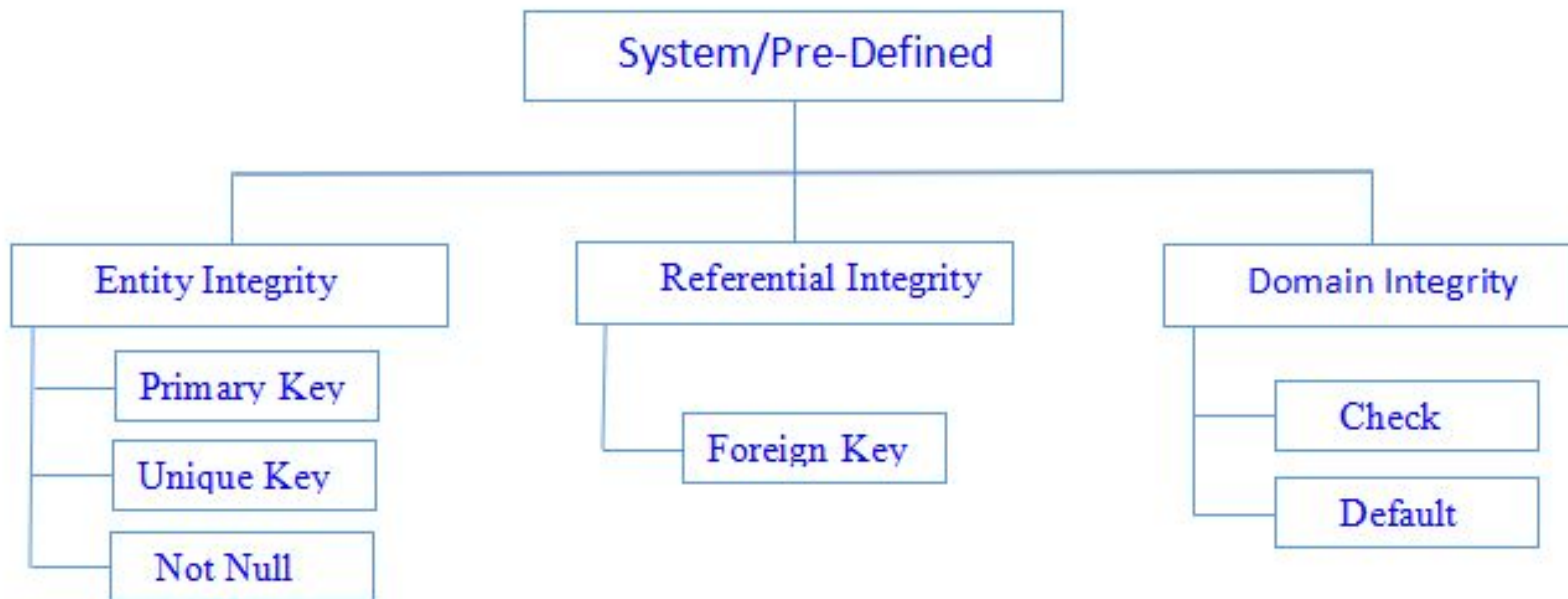 System/Pre-Defined
Entity Integrity
Primary Key
Unique Key
Not Null
Referential Integrity
Foreign Key
Domain Integrity
Check
Default